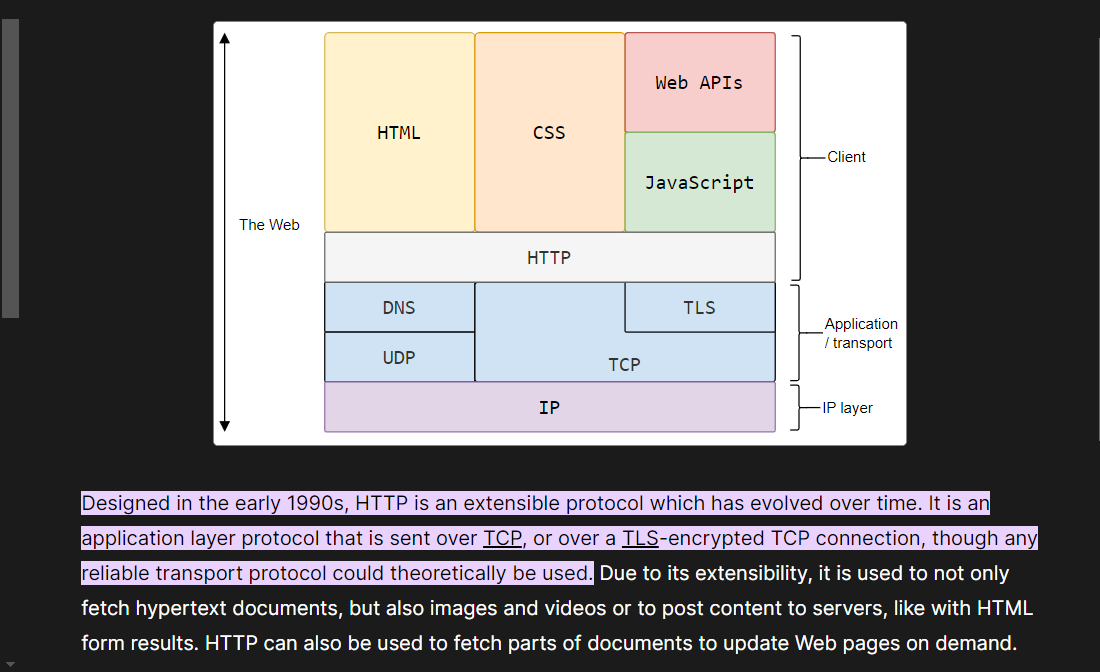 Web APIs
HTML
CSS
Client
JavaScript
The Web
HTTP
DNS
TLS
Application
/ transport
UDP
TCP
IP
IP layer
Designed in the early 1990s, HTTP is an extensible protocol which has evolved over time. It is an
application layer protocol that is sent over TCP, or over a TLS-encrypted TCP connection, though any
reliable transport protocol could theoretically be used. Due to its extensibility, it is used to not only
fetch hypertext documents, but also images and videos or to post content to servers, like with HTML
form results. HTTP can also be used to fetch parts of documents to update Web pages on demand.